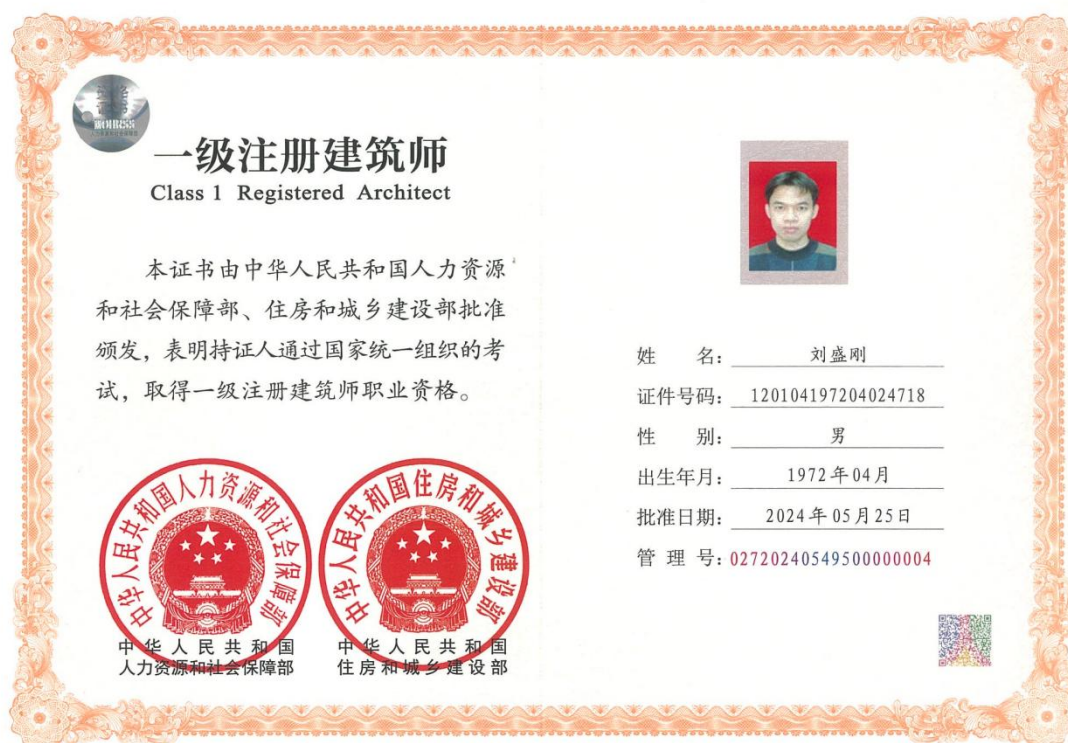 一级注册建筑师
Class 1 Registered Architect
本证书由中华人民共和国人力资源
和社会保障部、住房和城乡建设部批准
颁发，表明持证人通过国家统一组织的考
试，取得一级注册建筑师职业资格。
中华人民共和国人力资源和社会保障部
中华人民共和国住房和城乡建设部
中华人民共和国
人力资源和社会保障部
中华人民共和国
住房和城乡建设部
姓 名：刘盛刚
证件号码：120104197204024718
性 别：男
出生年月：1972年04月
批准日期：2024年05月25日
管 理 号：02720240549500000004